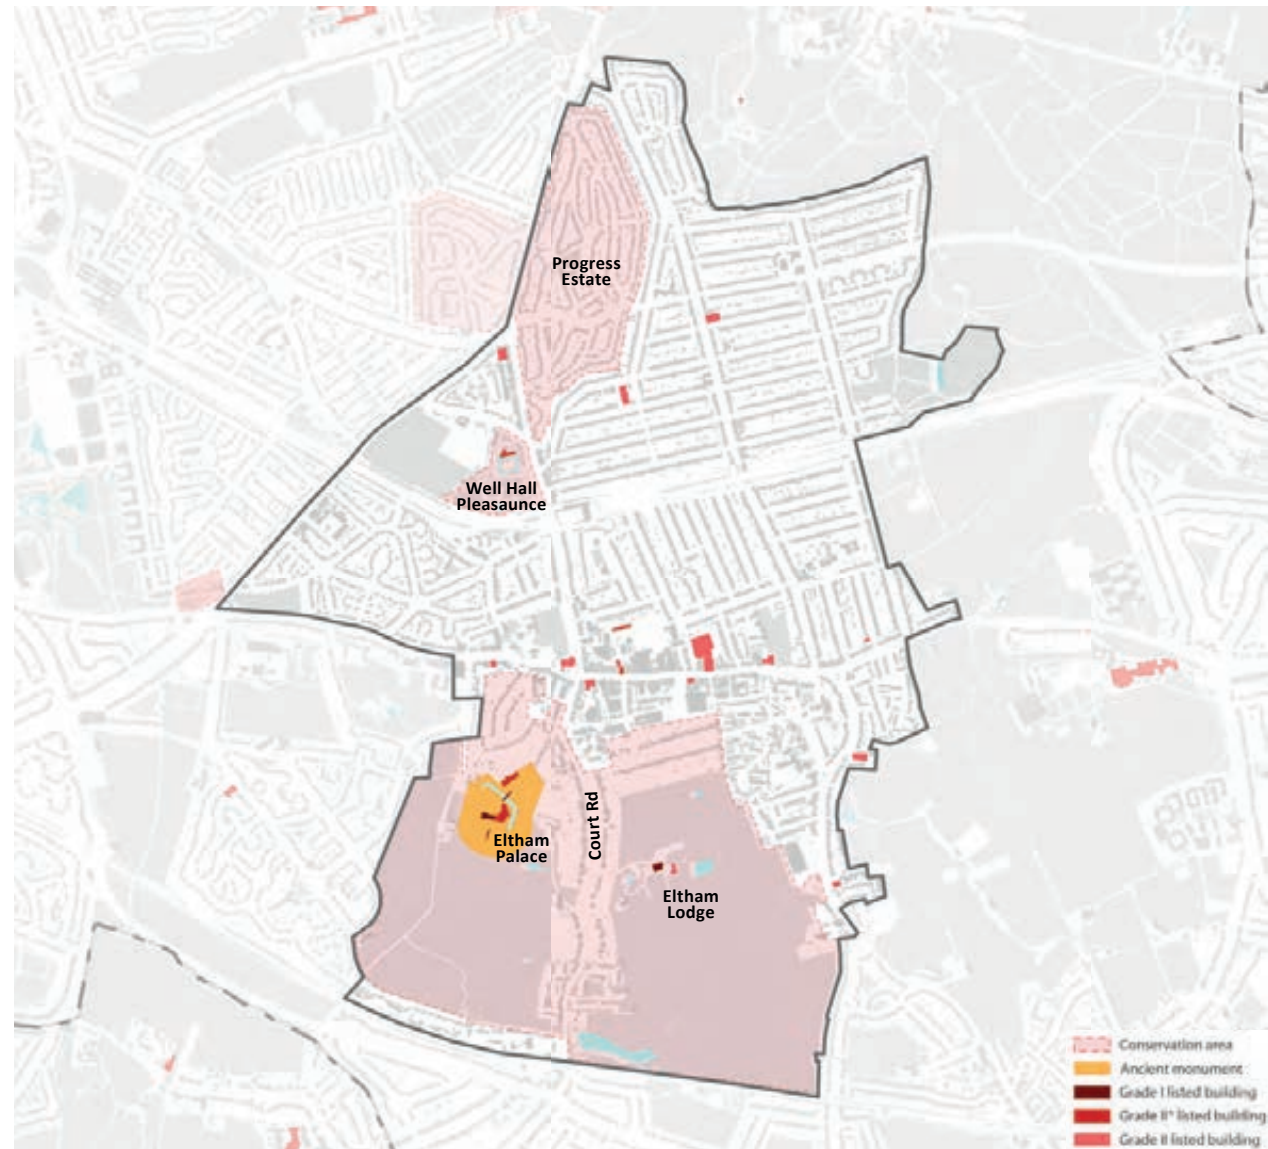 Progress
Estate
Well Hall
Pleasaunce
Court Rd
Eltham
Palace
Eltham
Lodge
Conservation area
Ancient monument
Grade I listed building
Grade II* listed building
Grade II listed building